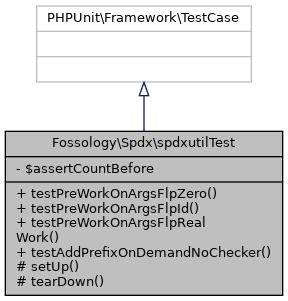 PHPUnit\Framework\TestCase
Fossology\Spdx\spdxutilTest
- $assertCountBefore
+ testPreWorkOnArgsFlpZero()
+ testPreWorkOnArgsFlpId()
+ testPreWorkOnArgsFlpReal
Work()
+ testAddPrefixOnDemandNoChecker()
# setUp()
# tearDown()